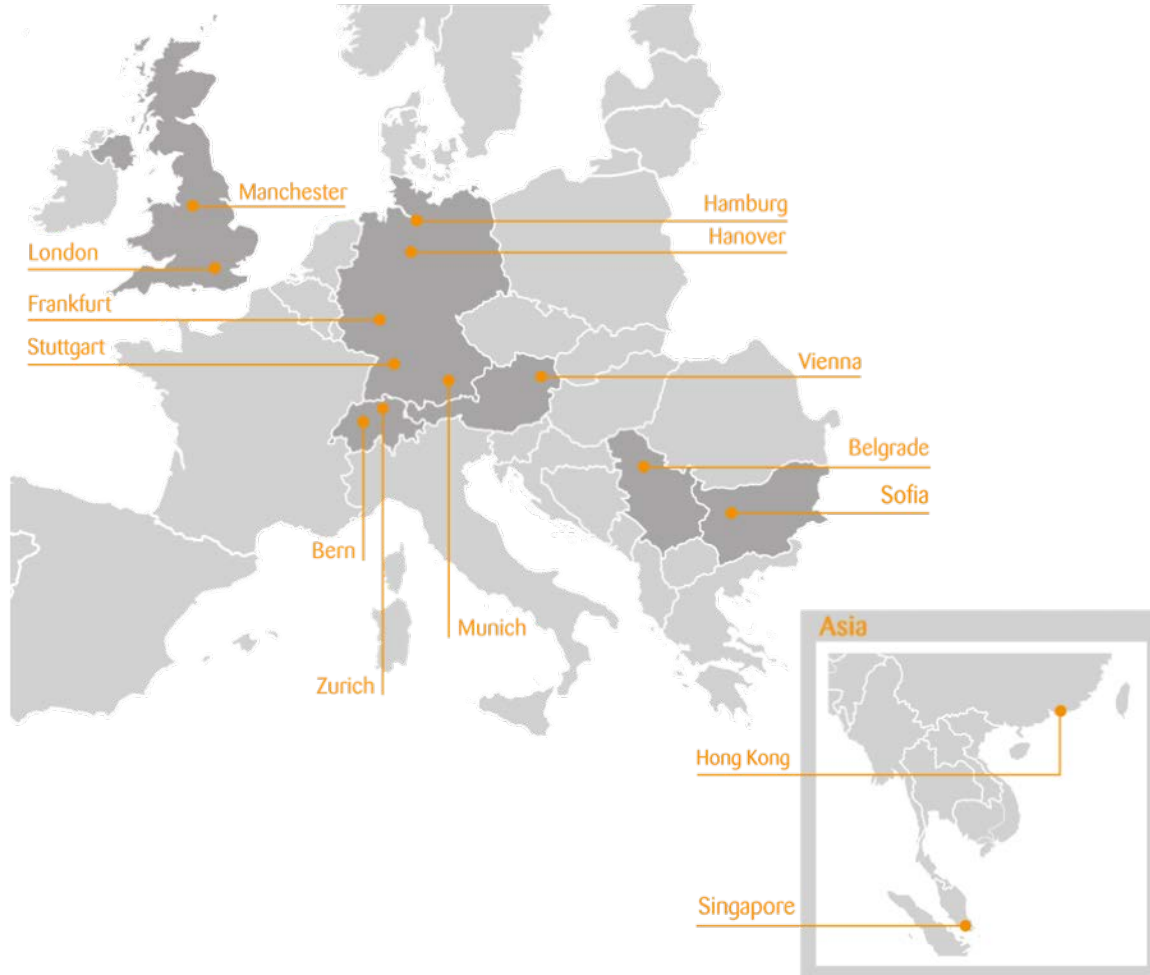 Manchester
Hamburg
Hanover
London
Frankfurt
Stuttgart
Vienna
Belgrade
Sofia
Bern
Munich
Zurich
Asia
Hong Kong
Singapore